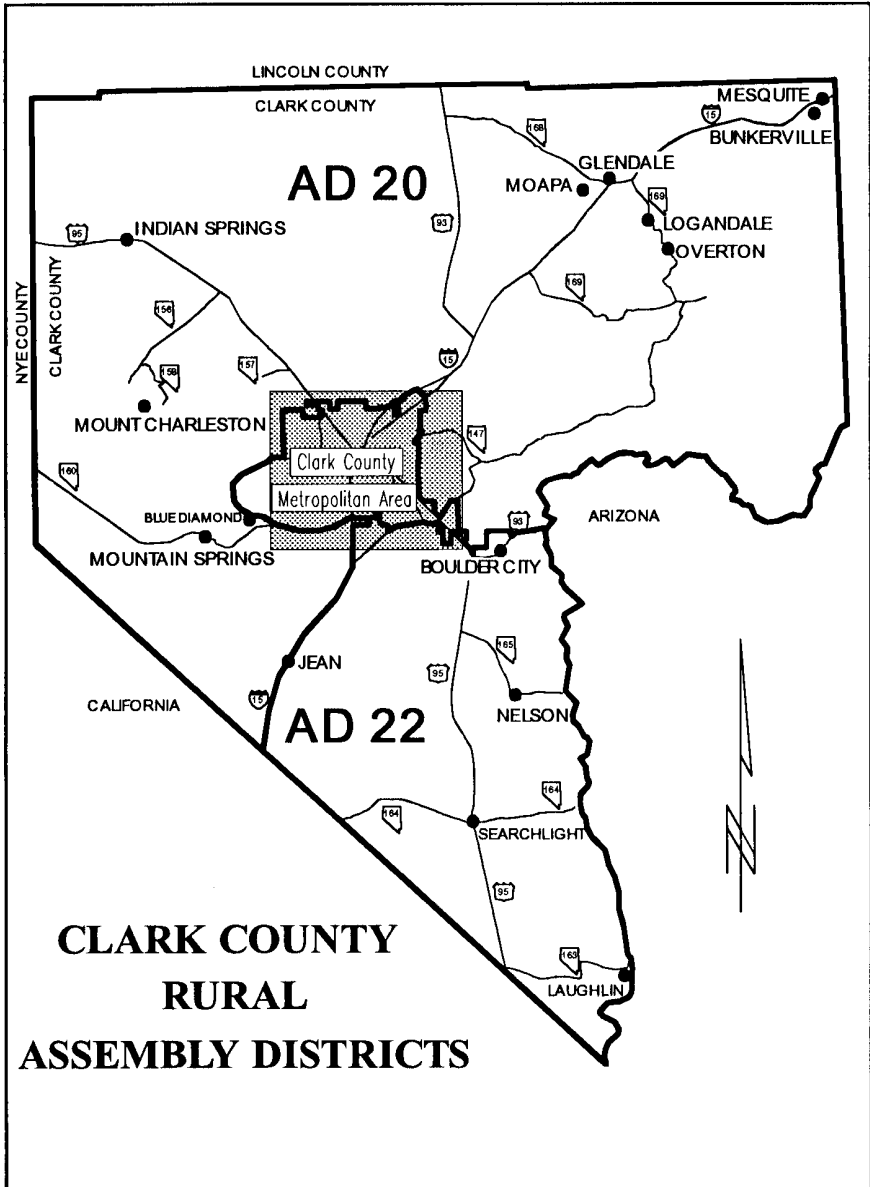 LINCOLN COUNTY
CLARK COUNTY
MESQUITE
15
BUNKERVILLE
168
GLENDALE
AD 20
MOAPA
169
93
LOGANDALE
INDIAN SPRINGS
95
OVERTON
NYE COUNTY
CLARK COUNTY
169
156
15
157
158
MOUNT CHARLESTON
147
Clark County
160
Metropolitan Area
BLUE DIAMOND
93
ARIZONA
MOUNTAIN SPRINGS
BOULDER CITY
165
JEAN
95
CALIFORNIA
15
NELSON
AD 22
164
164
SEARCHLIGHT
N
95
CLARK COUNTY
RURAL
ASSEMBLY DISTRICTS
163
LAUGHLIN